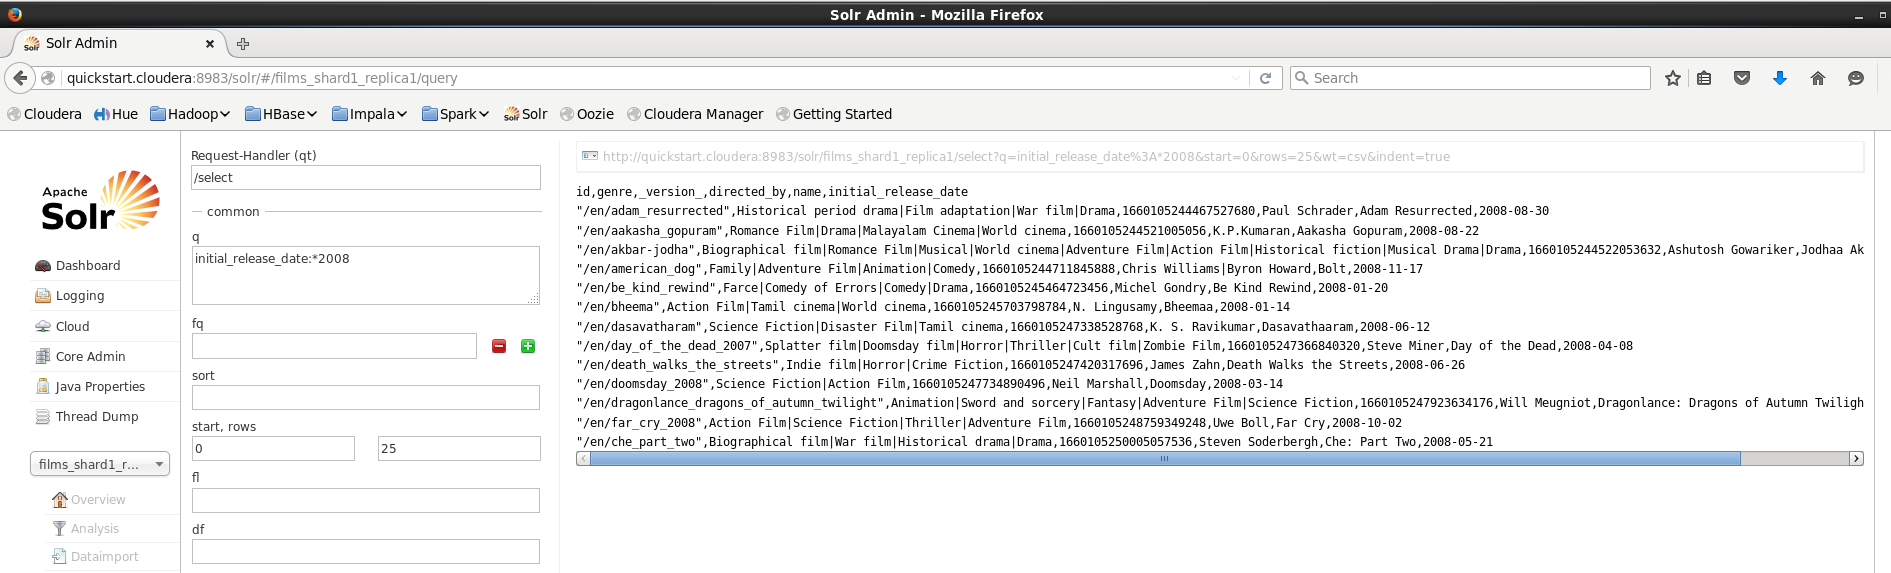 Solr Admin - Mozilla Firefox
Solr Admin
quickstart.cloudera:8983/solr/#/films_shard1_replica1/query
Search
Cloudera Hue Hadoop HBase Impala Spark Solr Oozie Cloudera Manager Getting Started
Apache
Solr
Dashboard
Logging
Cloud
Core Admin
Java Properties
Thread Dump
films_shard1_r...
Overview
Analysis
Dataimport
Request-Handler (qt)
/select
common
q
initial_release_date:*2008
fq
sort
start, rows
0 25
fl
df
http://quickstart.cloudera:8983/solr/films_shard1_replica1/select?q=initial_release_date%3A*2008&start=0&rows=25&wt=csv&indent=true
id,genre,_version_,directed_by,name,initial_release_date
"/en/adam_resurrected",Historical period drama|Film adaptation|War film|Drama,1660105244467527680,Paul Schrader,Adam Resurrected,2008-08-30
"/en/aakasha_gopuram",Romance Film|Drama|Malayalam Cinema|World cinema,1660105244521005056,K.P.Kumaran,Aakasha Gopuram,2008-08-22
"/en/akbar-jodha",Biographical film|Romance Film|Musical|World cinema|Adventure Film|Action Film|Historical fiction|Musical Drama|Drama,1660105244522053632,Ashutosh Gowariker,Jodhaa Ak
"/en/american_dog",Family|Adventure Film|Animation|Comedy,1660105244711845888,Chris Williams|Byron Howard,Bolt,2008-11-17
"/en/be_kind_rewind",Farce|Comedy of Errors|Comedy|Drama,1660105245464723456,Michel Gondry,Be Kind Rewind,2008-01-20
"/en/bheema",Action Film|Tamil cinema|World cinema,1660105245703798784,N. Lingusamy,Bheemaa,2008-01-14
"/en/dasavatharam",Science Fiction|Disaster Film|Tamil cinema,1660105247338528768,K. S. Ravikumar,Dasavathaaram,2008-06-12
"/en/day_of_the_dead_2007",Splatter film|Doomsday film|Horror|Thriller|Cult film|Zombie Film,1660105247366840320,Steve Miner,Day of the Dead,2008-04-08
"/en/death_walks_the_streets",Indie film|Horror|Crime Fiction,1660105247420317696,James Zahn,Death Walks the Streets,2008-06-26
"/en/doomsday_2008",Science Fiction|Action Film,1660105247734890496,Neil Marshall,Doomsday,2008-03-14
"/en/dragonlance_dragons_of_autumn_twilight",Animation|Sword and sorcery|Fantasy|Adventure Film|Science Fiction,1660105247923634176,Will Meugniot,Dragonlance: Dragons of Autumn Twiligh
"/en/far_cry_2008",Action Film|Science Fiction|Thriller|Adventure Film,1660105248759349248,Uwe Boll,Far Cry,2008-10-02
"/en/che_part_two",Biographical film|War film|Historical drama|Drama,1660105250005057536,Steven Soderbergh,Che: Part Two,2008-05-21